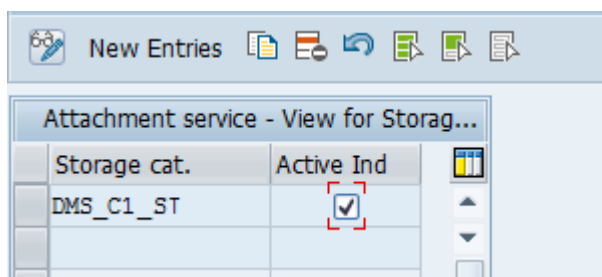 New Entries
Attachment service - View for Storag...
Storage cat. Active Ind
DMS_C1_ST